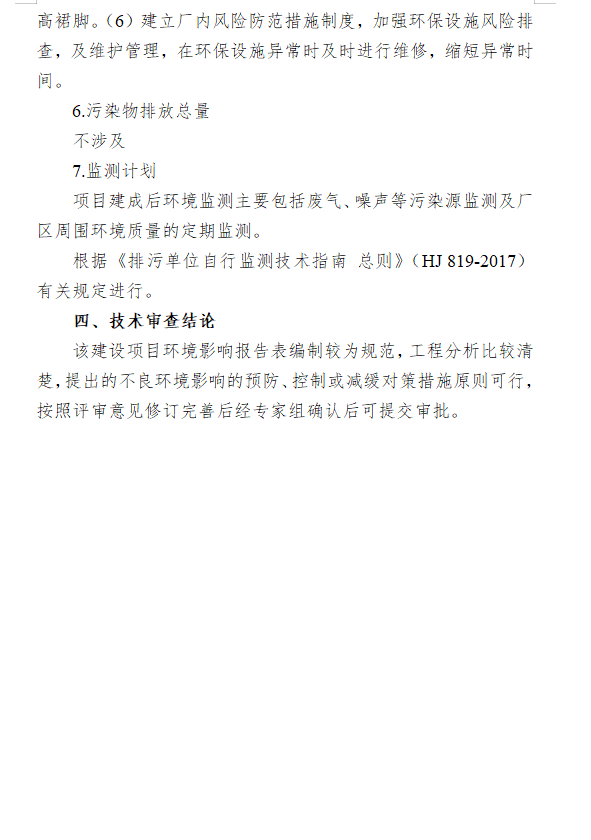 高裙脚。（6）建立厂内风险防范措施制度，加强环保设施风险排
查，及维护管理，在环保设施异常时及时进行维修，缩短异常时
间。
6.污染物排放总量
不涉及
7.监测计划
项目建成后环境监测主要包括废气、噪声等污染源监测及厂
区周围环境质量的定期监测。
根据《排污单位自行监测技术指南 总则》（HJ 819-2017）
有关规定进行。
四、技术审查结论
该建设项目环境影响报告表编制较为规范，工程分析比较清
楚，提出的不良环境影响的预防、控制或减缓对策措施原则可行，
按照评审意见修订完善后经专家组确认后可提交审批。